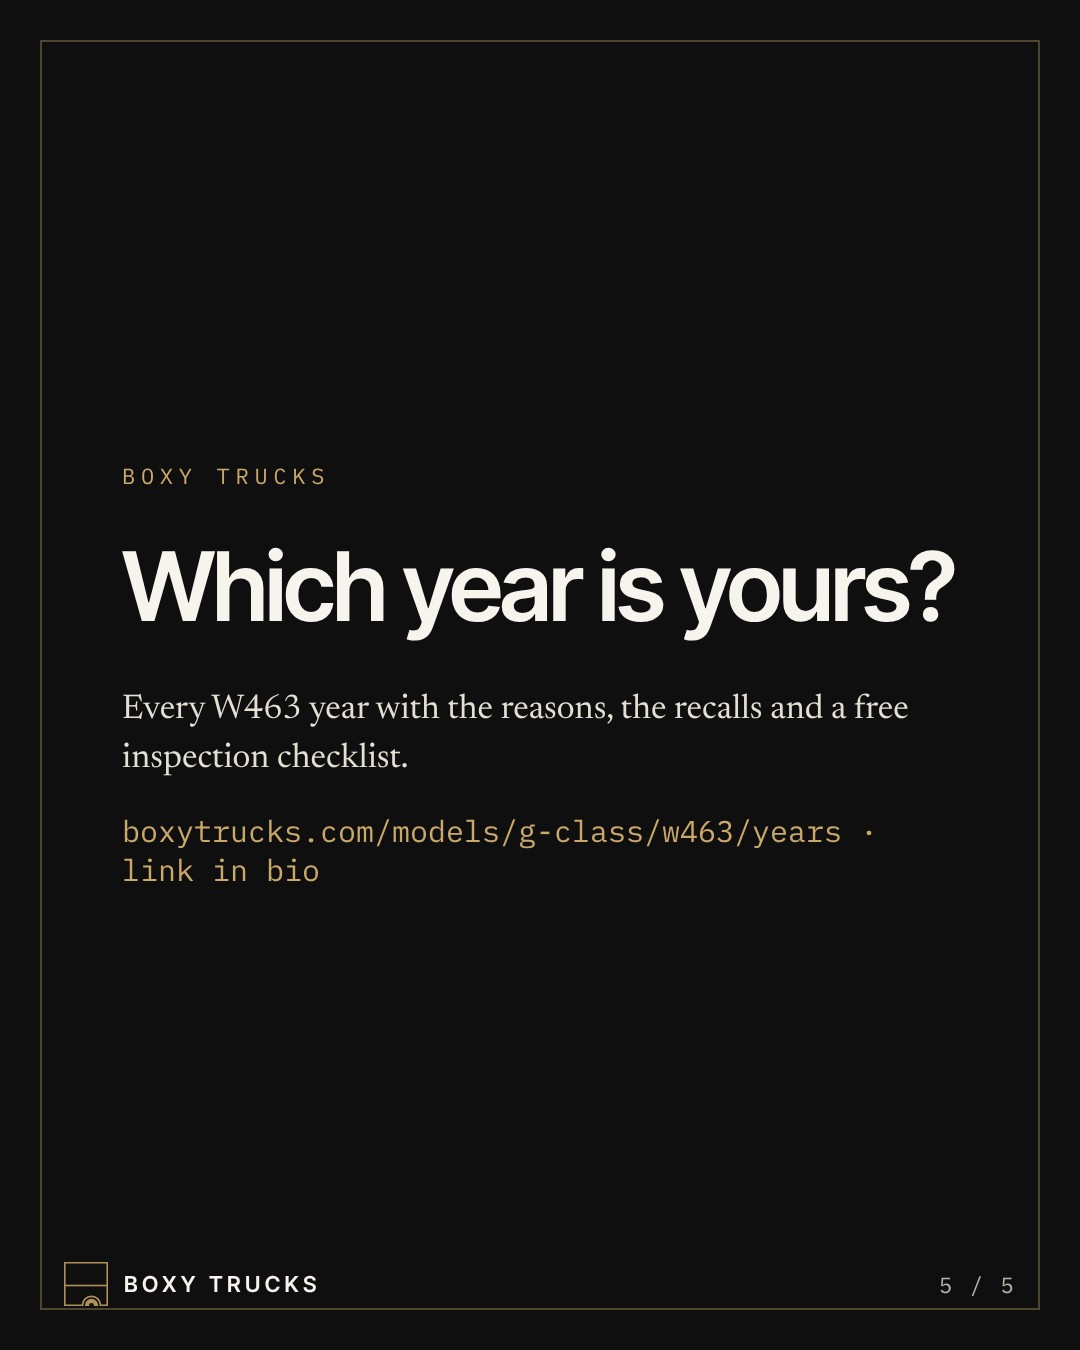 BOXY TRUCKS
Which year is yours?
Every W463 year with the reasons, the recalls and a free
inspection checklist.
boxytrucks.com/models/g-class/w463/years ·
link in bio
BOXY TRUCKS
5 / 5